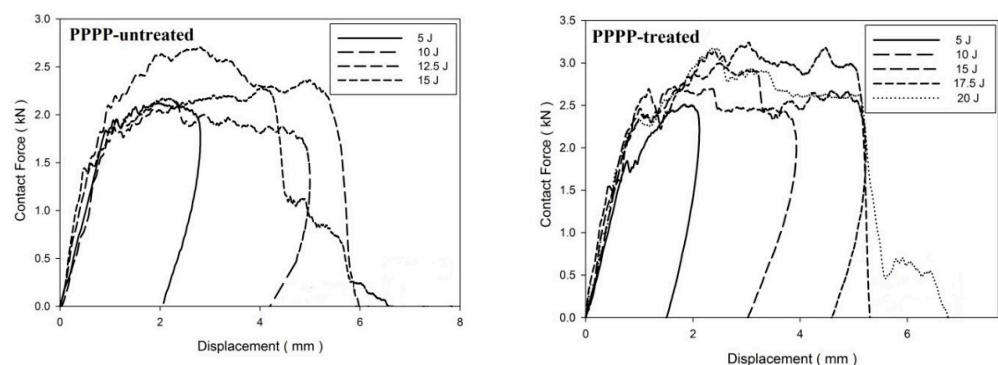 PPPP-untreated
5 J
10 J
12.5 J
15 J
Contact Force ( kN )
3.0
2.5
2.0
1.5
1.0
0.5
0.0
0
2
4
6
8
Displacement ( mm )
PPPP-treated
5 J
10 J
15 J
17.5 J
20 J
Contact Force ( kN )
3.5
3.0
2.5
2.0
1.5
1.0
0.5
0.0
0
2
4
6
Displacement ( mm )